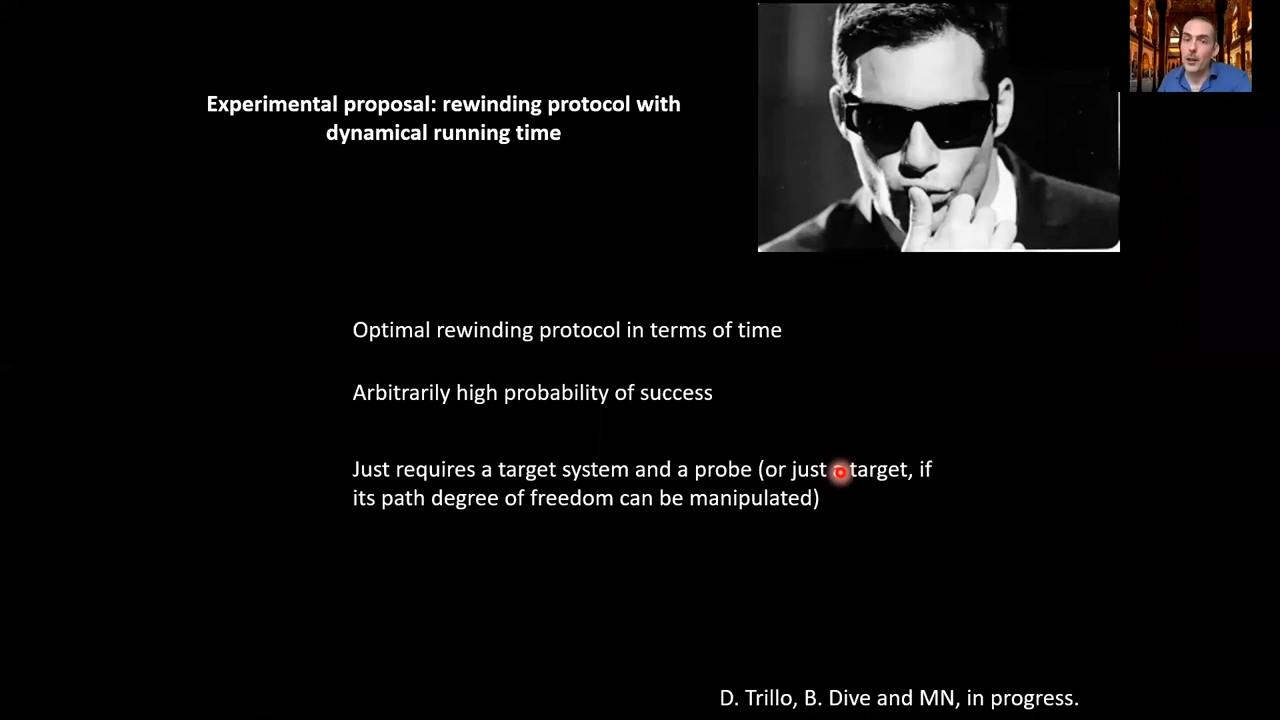 Experimental proposal: rewinding protocol with
dynamical running time
Optimal rewinding protocol in terms of time
Arbitrarily high probability of success
Just requires a target system and a probe (or just a target, if
its path degree of freedom can be manipulated)
D. Trillo, B. Dive and MN, in progress.